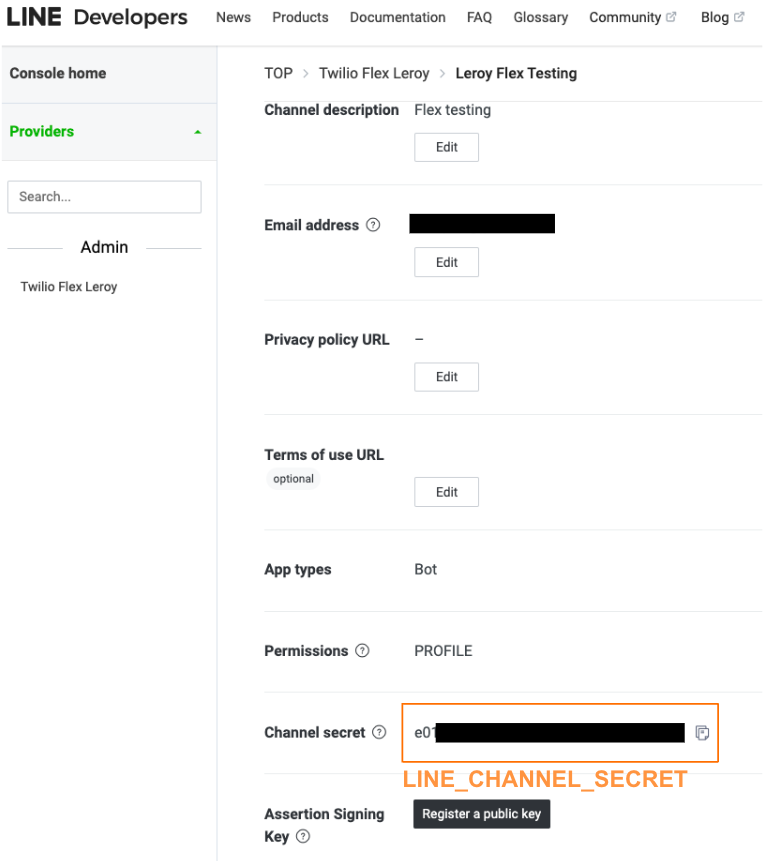 LINE Developers News Products Documentation FAQ Glossary Community Blog
Console home
Providers
Search...
Admin
Twilio Flex Leroy
TOP > Twilio Flex Leroy > Leroy Flex Testing
Channel description Flex testing
Edit
Email address ?
Edit
Privacy policy URL –
Edit
Terms of use URL
optional
Edit
App types Bot
Permissions ? PROFILE
Channel secret ? e01
LINE_CHANNEL_SECRET
Assertion Signing Register a public key
Key ?